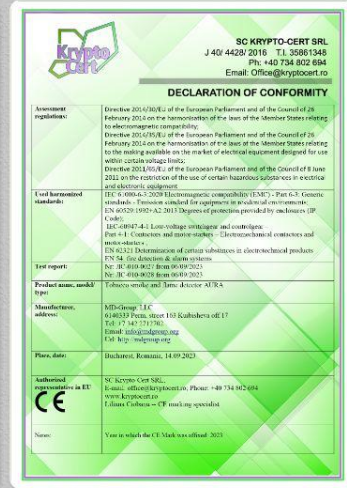 Krypto
Cert
SC KRYPTO-CERT SRL
J 40/ 4428/ 2016 T.I. 35861348
Ph: +40 734 802 694
Email: Office@kryptocert.ro
DECLARATION OF CONFORMITY
Assessment
regulations:
Directive 2014/30/EU of the European Parliament and of the Council of 26
February 2014 on the harmonisation of the laws of the Member States relating
to electromagnetic compatibility;
Directive 2014/35/EU of the European Parliament and of the Council of 26
February 2014 on the harmonisation of the laws of the Member States relating
to the making available on the market of electrical equipment designed for use
within certain voltage limits;
Directive 2011/65/EU of the European Parliament and of the Council of 8 June
2011 on the restriction of the use of certain hazardous substances in electrical
and electronic equipment
Used harmonized
standards:
IEC 61000-6-3:2020 Electromagnetic compatibility (EMC) - Part 6-3: Generic
standards - Emission standard for equipment in residential environments;
EN 60529:1992+A2:2013 Degrees of protection provided by enclosures (IP
Code);
IEC-60947-4-1 Low-voltage switchgear and controlgear.
Part 4-1: Contactors and motor-starters – Electromechanical contactors and
motor-starters ;
EN 62321 Determination of certain substances in electrotechnical products
EN 54. fire detection & alarm systems
Test report:
Nr: JIC-010-0027 from 06/09/2023
Nr: JIC-010-0028 from 06/09/2023
Product name, model/
type:
Tobacco smoke and flame detector AURA
Manufacturer,
address:
MD-Group, LLC
Perm, street 163 Kuibisheva off 17
Email: info@mdgroup.org
Url: http://mdgroup.org
Place, date:
Bucharest, Romania, 14.09.2023
Authorized
representative in EU
CE
SC Krypto Cert SRL,
E-mail: office@kryptocert.ro, Phone: +40 734 802 694
www.kryptocert.ro
Liliana Ciobanu – CE marking specialist
Notes:
Year in which the CE Mark was affixed: 2023